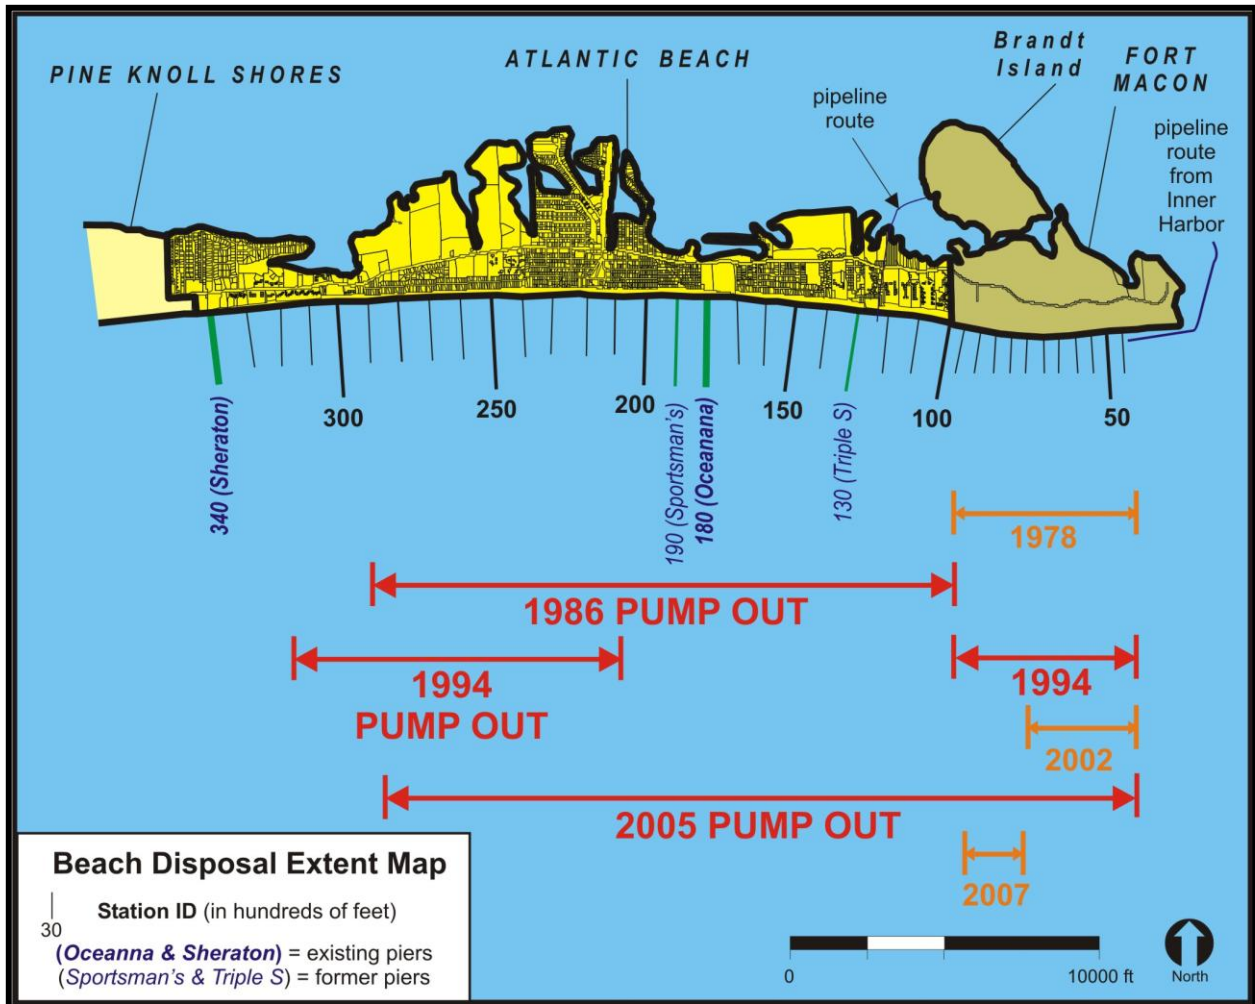 PINE KNOLL SHORES
ATLANTIC BEACH
Brandt
Island
FORT
MACON
pipeline
route
pipeline
route
from
Inner
Harbor
340 (Sheraton)
300
250
200
190 (Sportsman's)
180 (Oceanana)
150
130 (Triple S)
100
50
1978
1986 PUMP OUT
1994
PUMP OUT
1994
2002
2005 PUMP OUT
2007
Beach Disposal Extent Map
30
Station ID (in hundreds of feet)
(Oceanna & Sheraton) = existing piers
(Sportsman's & Triple S) = former piers
0
10000 ft
North